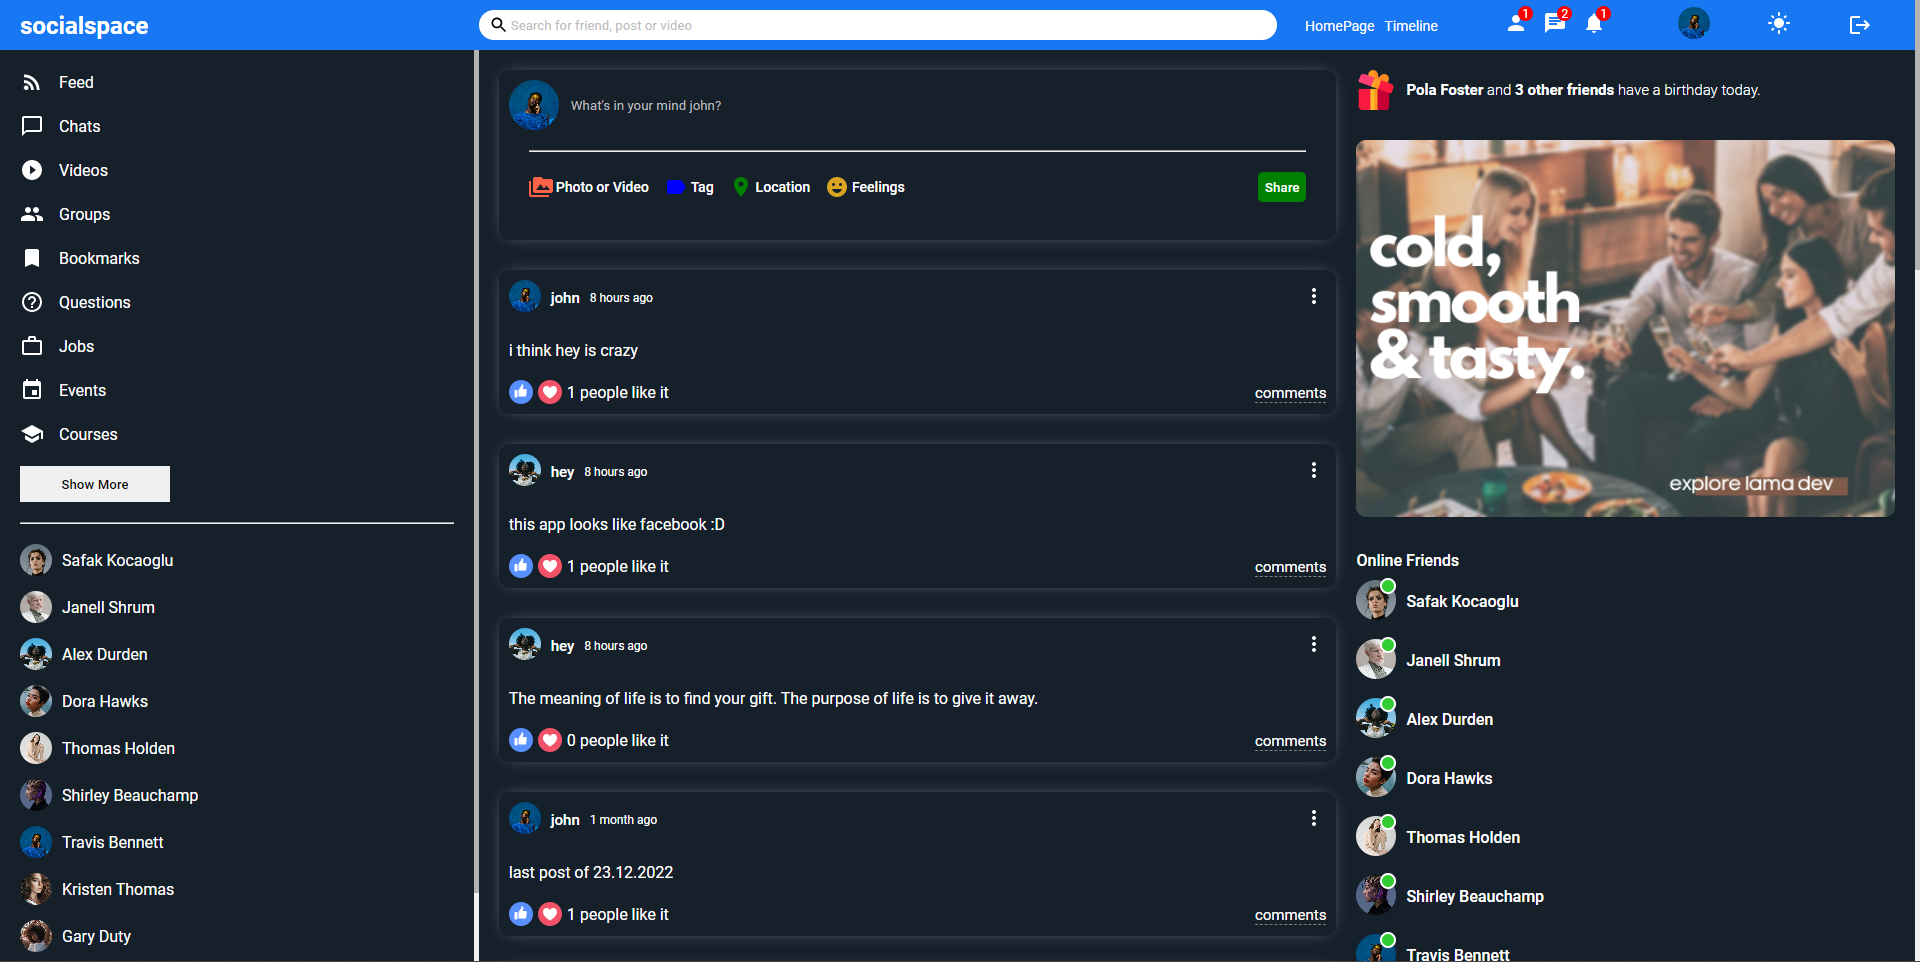 socialspace
Search for friend, post or video
HomePage Timeline
1
2
1
Feed
Chats
Videos
Groups
Bookmarks
Questions
Jobs
Events
Courses
Show More
Safak Kocaoglu
Janell Shrum
Alex Durden
Dora Hawks
Thomas Holden
Shirley Beauchamp
Travis Bennett
Kristen Thomas
Gary Duty
What's in your mind john?
Photo or Video Tag Location Feelings Share
john 8 hours ago
i think hey is crazy
1 people like it comments
hey 8 hours ago
this app looks like facebook :D
1 people like it comments
hey 8 hours ago
The meaning of life is to find your gift. The purpose of life is to give it away.
0 people like it comments
john 1 month ago
last post of 23.12.2022
1 people like it comments
Pola Foster and 3 other friends have a birthday today.
cold,
smooth
& tasty.
explore lama dev
Online Friends
Safak Kocaoglu
Janell Shrum
Alex Durden
Dora Hawks
Thomas Holden
Shirley Beauchamp
Travis Bennett